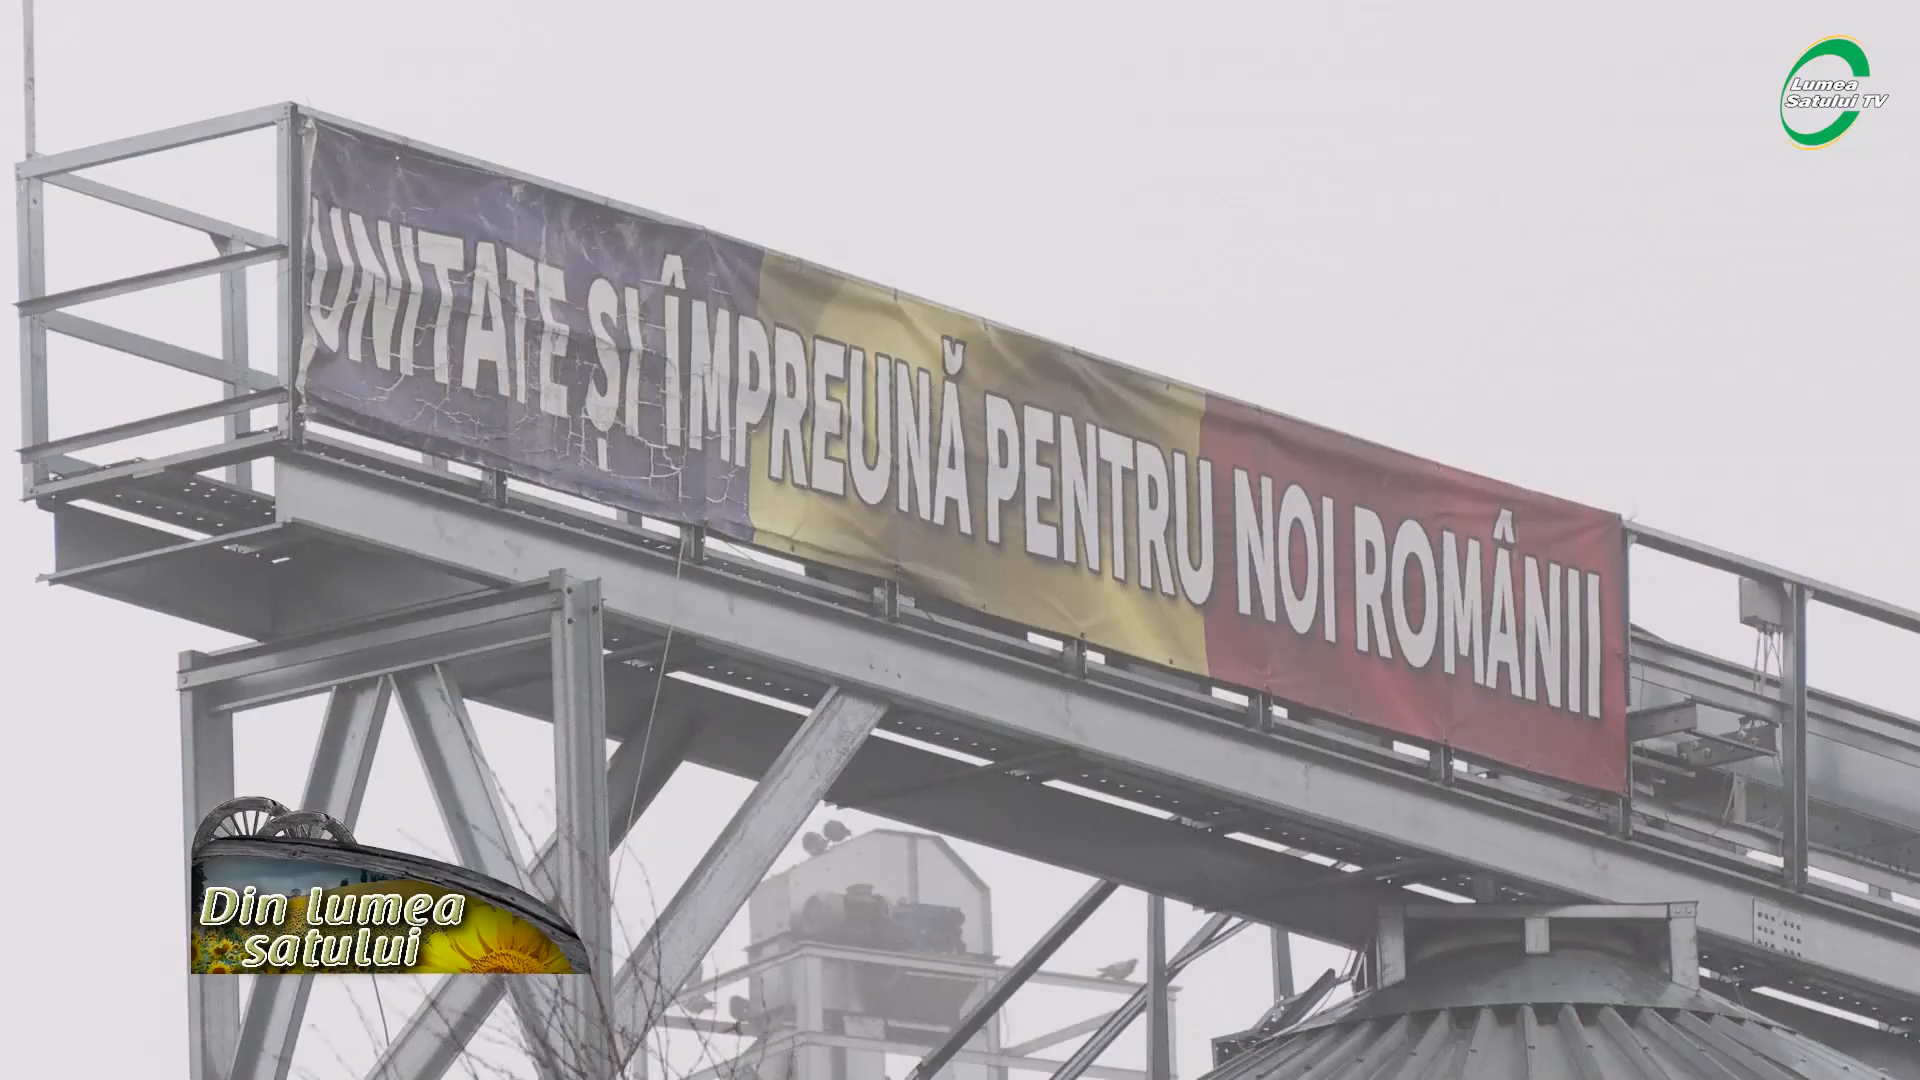 Lumea
Satului TV
UNITATE ȘI ÎMPREUNĂ PENTRU NOI ROMÂNII
Din lumea
satului